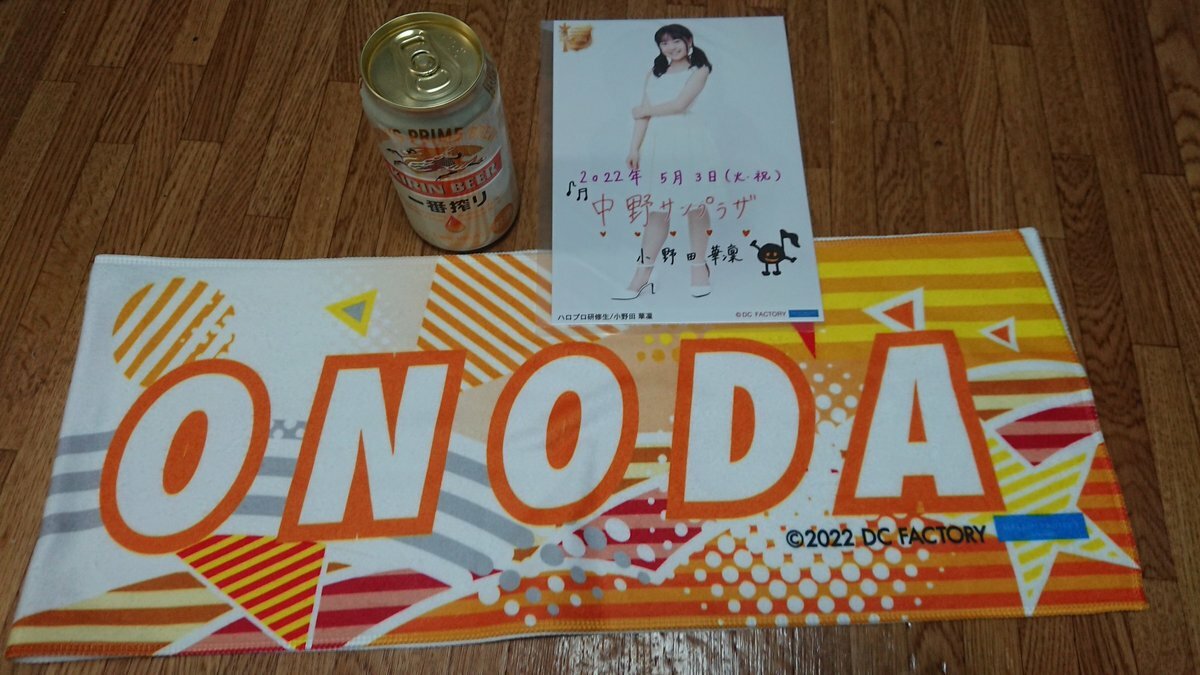 PRIME
KIRIN BEER
一番搾り
2022年 5月 3日(火・祝)
中野サンプラザ
小野田華凜
ハロプロ研修生/小野田 華凜
©DC FACTORY
ONODA
©2022 DC FACTORY